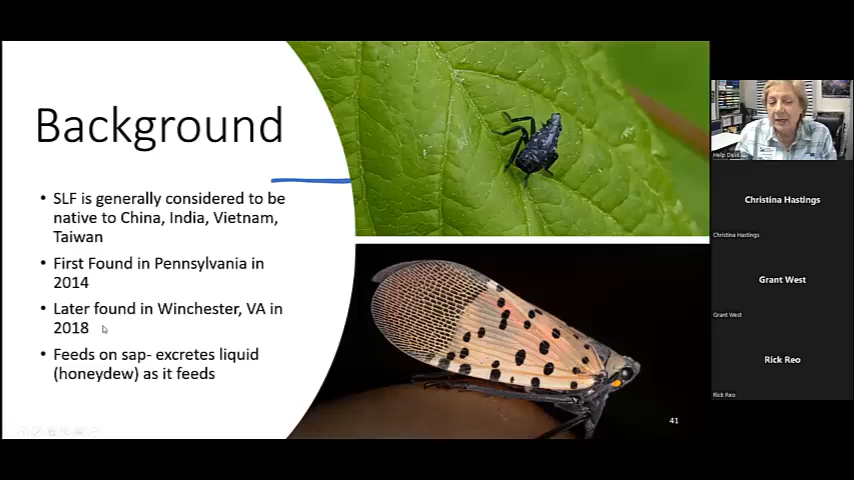 Background
• SLF is generally considered to be
native to China, India, Vietnam,
Taiwan
• First Found in Pennsylvania in
2014
• Later found in Winchester, VA in
2018
• Feeds on sap- excretes liquid
(honeydew) as it feeds
41
Christina Hastings
Christina Hastings
Grant West
Grant West
Rick Reo
Rick Reo